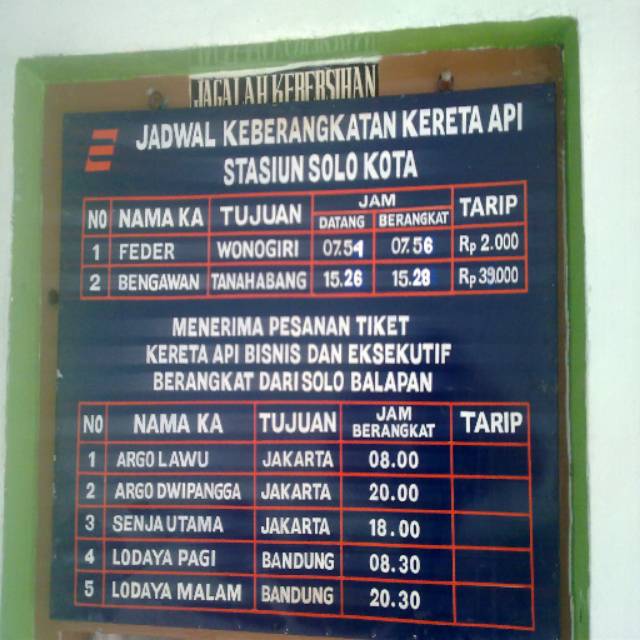 JAGALAH KEBERSIHAN
JADWAL KEBERANGKATAN KERETA API
STASIUN SOLO KOTA
NO NAMA KA TUJUAN JAM TARIP
DATANG BERANGKAT
1 FEDER WONOGIRI 07.54 07.56 Rp 2.000
2 BENGAWAN TANAHABANG 15.26 15.28 Rp 39.000
MENERIMA PESANAN TIKET
KERETA API BISNIS DAN EKSEKUTIF
BERANGKAT DARI SOLO BALAPAN
NO NAMA KA TUJUAN JAM BERANGKAT TARIP
1 ARGO LAWU JAKARTA 08.00
2 ARGO DWIPANGGA JAKARTA 20.00
3 SENJA UTAMA JAKARTA 18.00
4 LODAYA PAGI BANDUNG 08.30
5 LODAYA MALAM BANDUNG 20.30